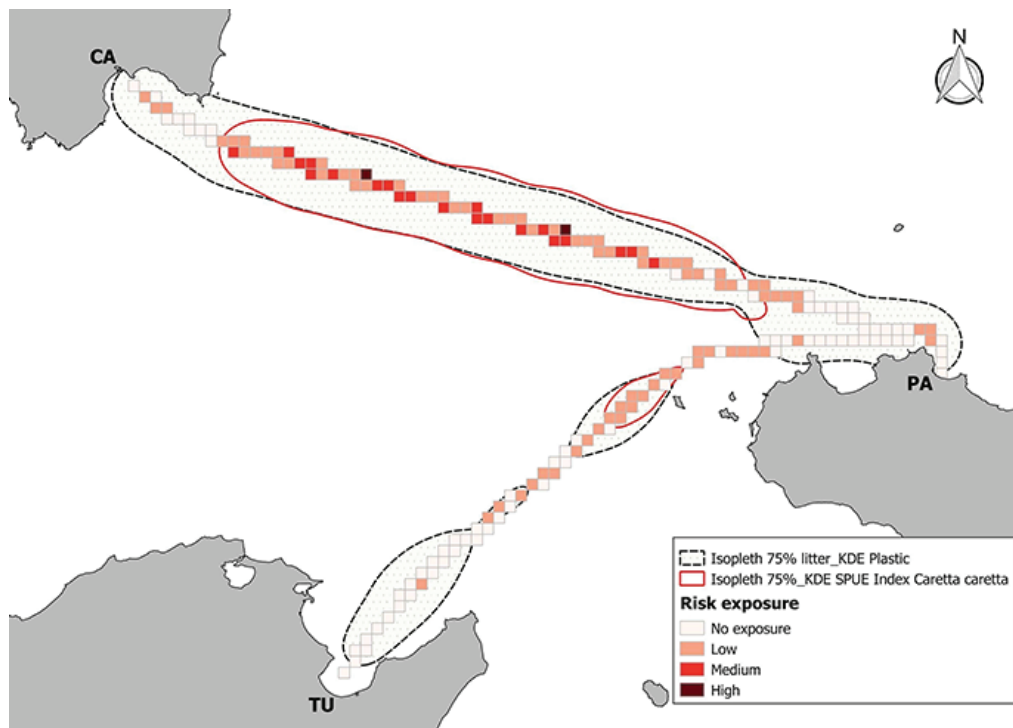 N
CA
PA
TU
Isopleth 75% litter_KDE Plastic
Isopleth 75%_KDE SPUE Index Caretta caretta
Risk exposure
No exposure
Low
Medium
High